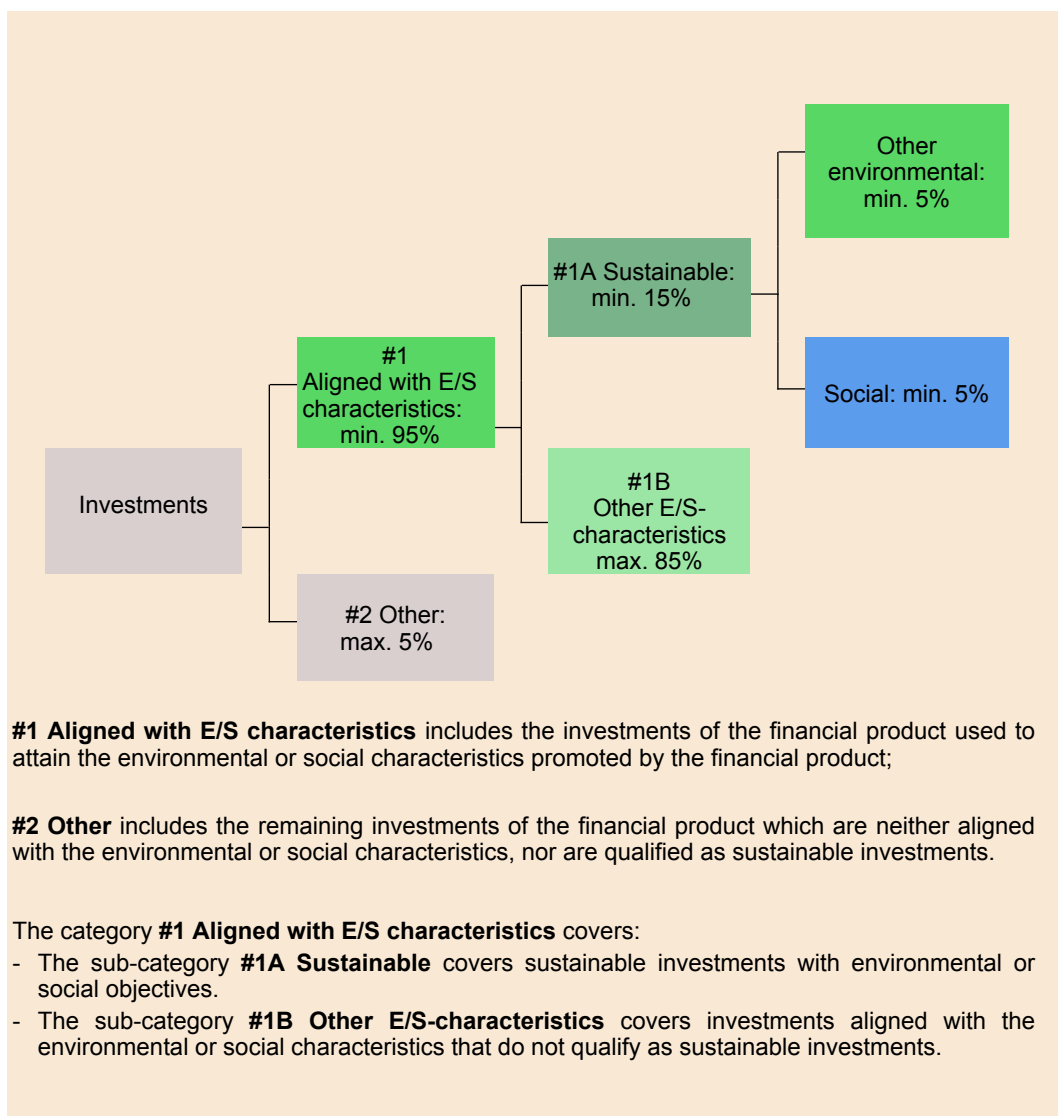 Other
environmental:
min. 5%
#1A Sustainable:
min. 15%
#1
Aligned with E/S
characteristics:
min. 95%
Social: min. 5%
Investments
#1B
Other E/S-
characteristics
max. 85%
#2 Other:
max. 5%
#1 Aligned with E/S characteristics includes the investments of the financial product used to
attain the environmental or social characteristics promoted by the financial product;
#2 Other includes the remaining investments of the financial product which are neither aligned
with the environmental or social characteristics, nor are qualified as sustainable investments.
The category #1 Aligned with E/S characteristics covers:
- The sub-category #1A Sustainable covers sustainable investments with environmental or
social objectives.
- The sub-category #1B Other E/S-characteristics covers investments aligned with the
environmental or social characteristics that do not qualify as sustainable investments.